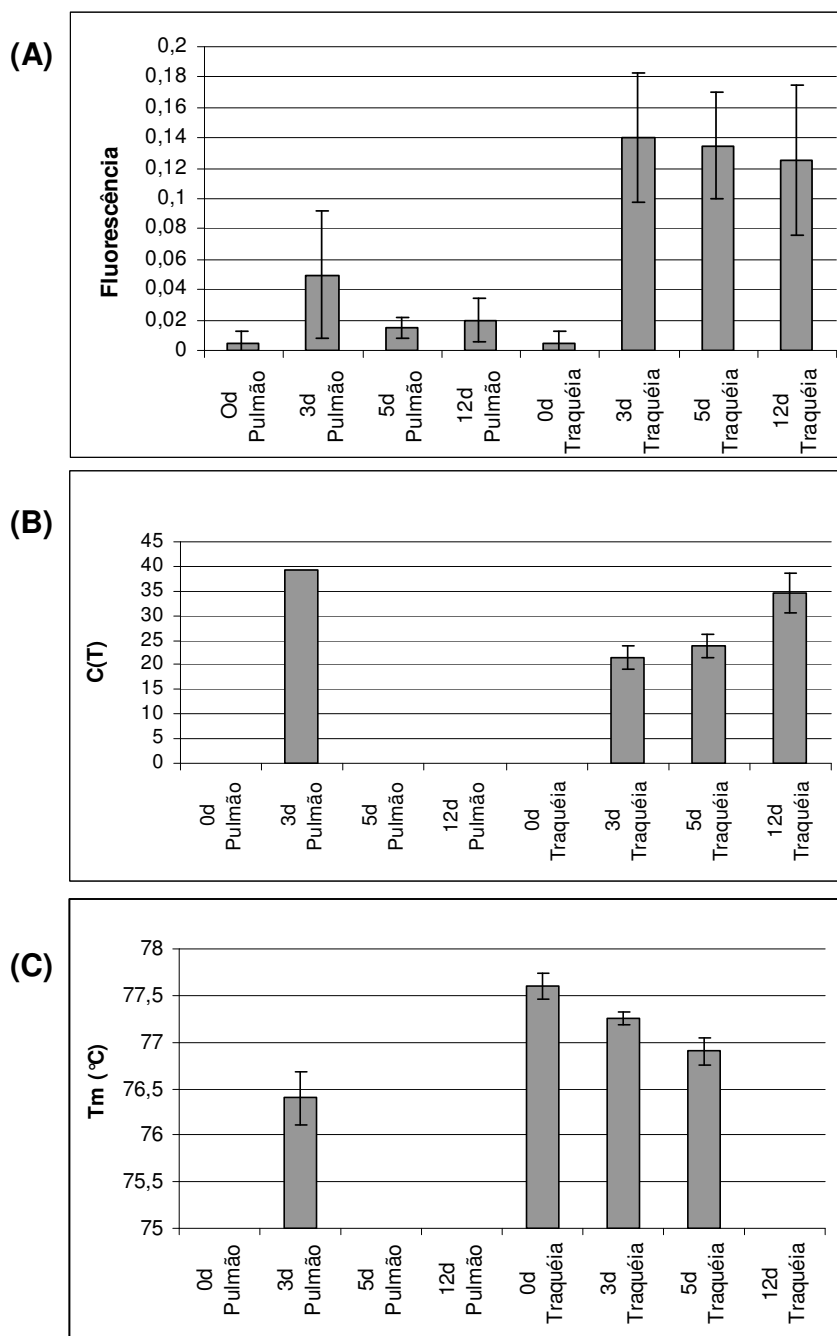 (A)
Fluorescência
0,2
0,18
0,16
0,14
0,12
0,1
0,08
0,06
0,04
0,02
0
Od Pulmão
3d Pulmão
5d Pulmão
12d Pulmão
0d Traquéia
3d Traquéia
5d Traquéia
12d Traquéia
(B)
C(T)
45
40
35
30
25
20
15
10
5
0
0d Pulmão
3d Pulmão
5d Pulmão
12d Pulmão
0d Traquéia
3d Traquéia
5d Traquéia
12d Traquéia
(C)
Tm (°C)
78
77,5
77
76,5
76
75,5
75
0d Pulmão
3d Pulmão
5d Pulmão
12d Pulmão
0d Traquéia
3d Traquéia
5d Traquéia
12d Traquéia